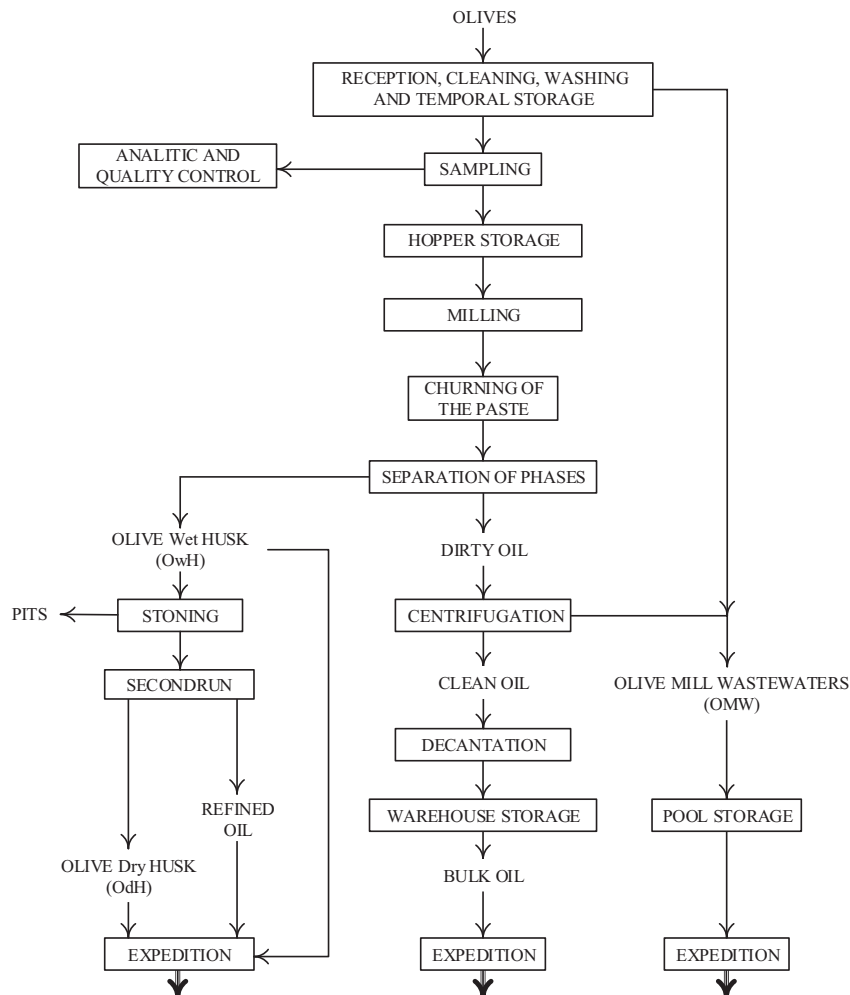 OLIVES
RECEPTION, CLEANING, WASHING
AND TEMPORAL STORAGE
ANALITIC AND
QUALITY CONTROL
SAMPLING
HOPPER STORAGE
MILLING
CHURNING OF
THE PASTE
SEPARATION OF PHASES
OLIVE Wet HUSK
(OwH)
DIRTY OIL
PITS
STONING
CENTRIFUGATION
SECONDRUN
CLEAN OIL
OLIVE MILL WASTEWATERS
(OMW)
DECANTATION
REFINED
OIL
WAREHOUSE STORAGE
POOL STORAGE
OLIVE Dry HUSK
(OdH)
BULK OIL
EXPEDITION
EXPEDITION
EXPEDITION